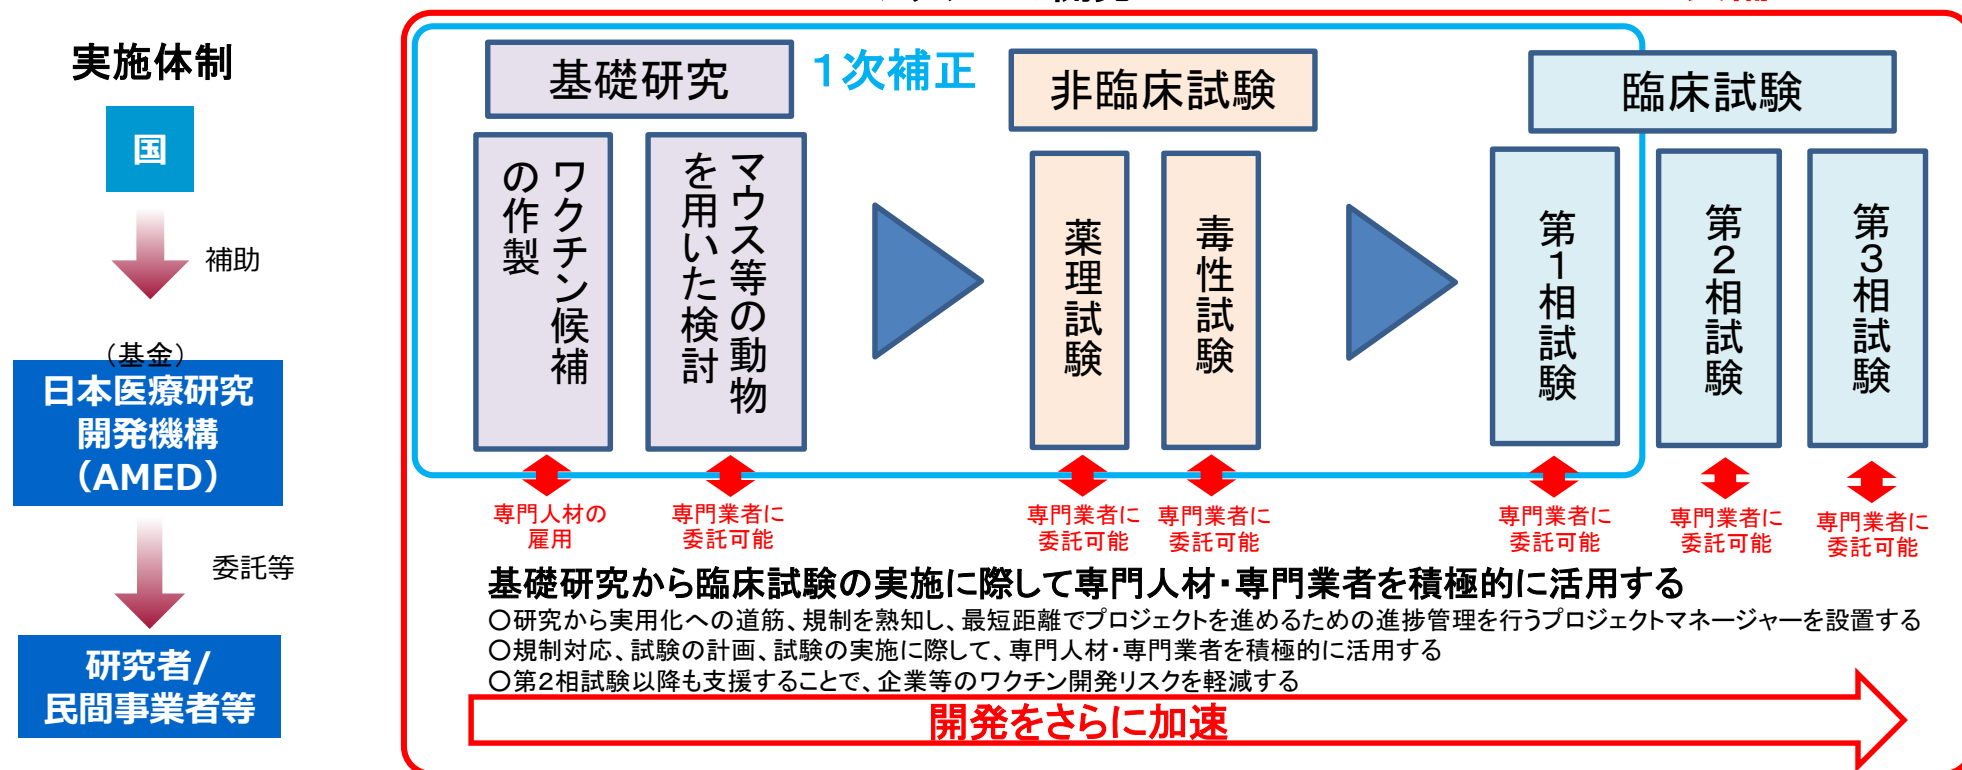 実施体制
国
補助
(基金)
日本医療研究
開発機構
(AMED)
委託等
研究者/
民間事業者等
1次補正
基礎研究
ワクチン候補
の作製
マウス等の動物
を用いた検討
非臨床試験
薬理試験
毒性試験
臨床試験
第1相試験
第2相試験
第3相試験
専門人材の
雇用
専門業者に
委託可能
専門業者に
委託可能
専門業者に
委託可能
専門業者に
委託可能
専門業者に
委託可能
専門業者に
委託可能
基礎研究から臨床試験の実施に際して専門人材・専門業者を積極的に活用する
○研究から実用化への道筋、規制を熟知し、最短距離でプロジェクトを進めるための進捗管理を行うプロジェクトマネージャーを設置する
○規制対応、試験の計画、試験の実施に際して、専門人材・専門業者を積極的に活用する
○第2相試験以降も支援することで、企業等のワクチン開発リスクを軽減する
開発をさらに加速